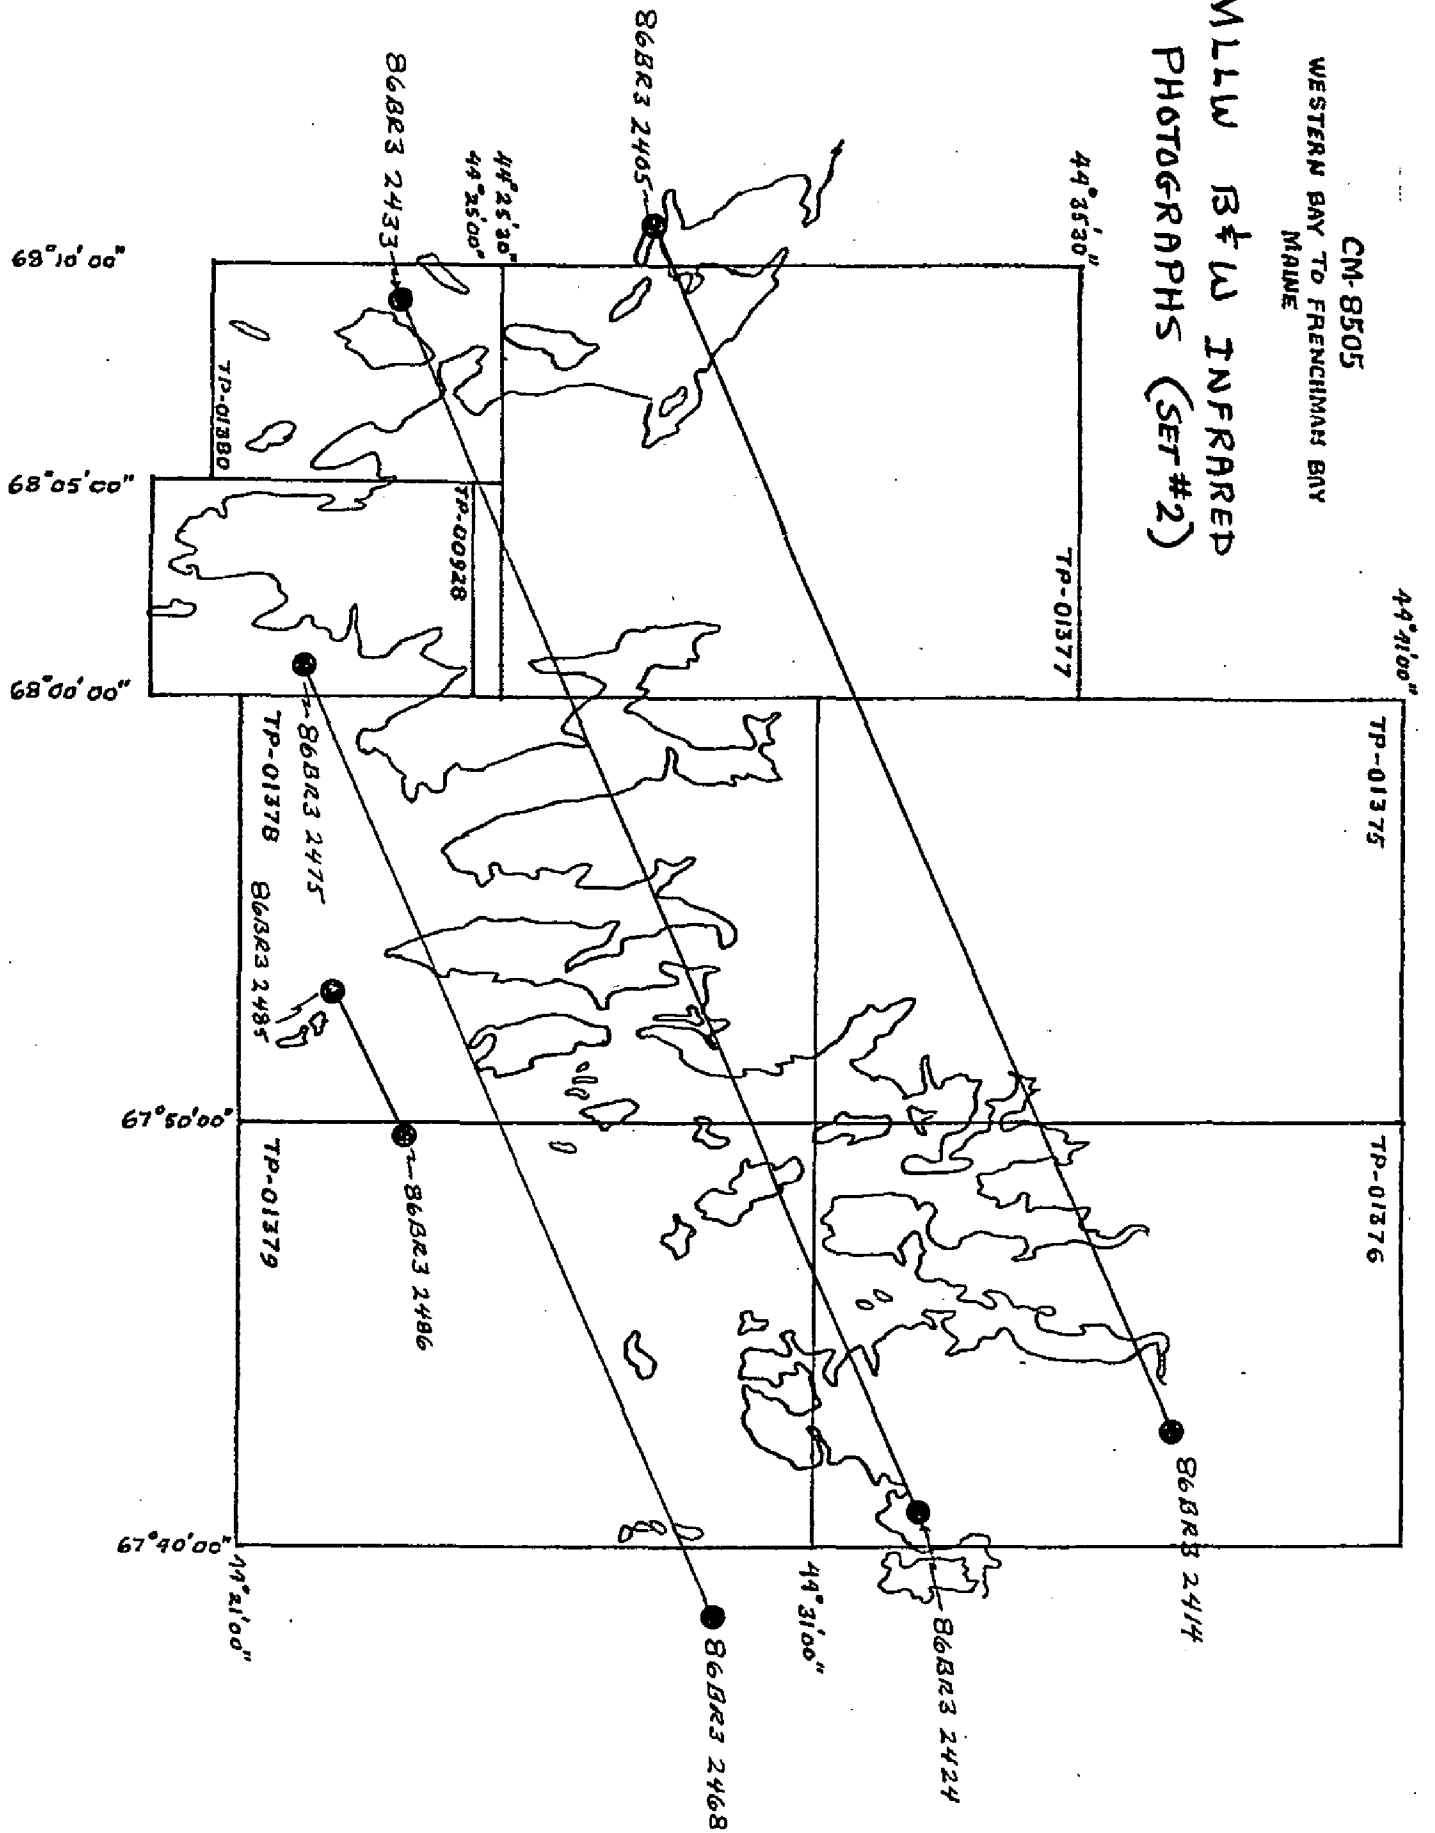 CM-8505
WESTERN BAY TO FRENCHMAN BAY
MAINE
MLLW B&W INFRARED
PHOTOGRAPHS (SET #2)
44°41'00"
TP-01375
TP-01376
44°35'30"
TP-01377
86BR3 2405
86BR3 2414
44°25'30"
44°25'00"
86BR3 2433
86BR3 2424
44°31'00"
TP-01380
TP-00928
86BR3 2475
86BR3 2468
TP-01378
86BR3 2485
86BR3 2486
TP-01379
44°21'00"
68°10'00"
68°05'00"
68°00'00"
67°50'00"
67°40'00"